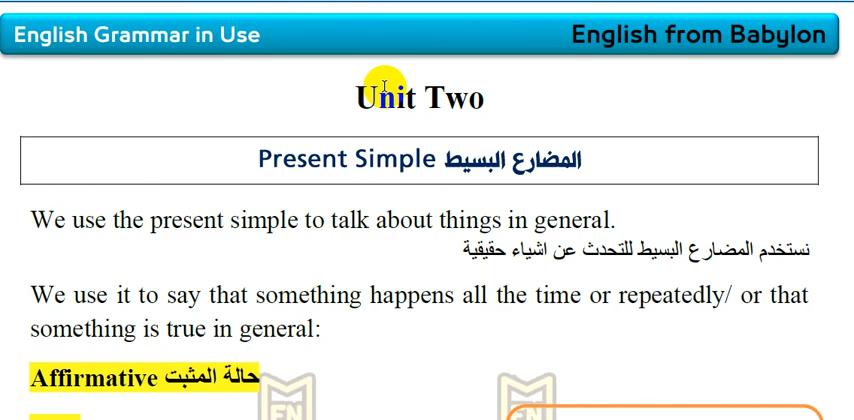 English Grammar in Use
English from Babylon
Unit Two
Present Simple المضارع البسيط
We use the present simple to talk about things in general.
نستخدم المضارع البسيط للتحدث عن اشياء حقيقية
We use it to say that something happens all the time or repeatedly/ or that
something is true in general:
Affirmative حالة المثبت
EN
EN